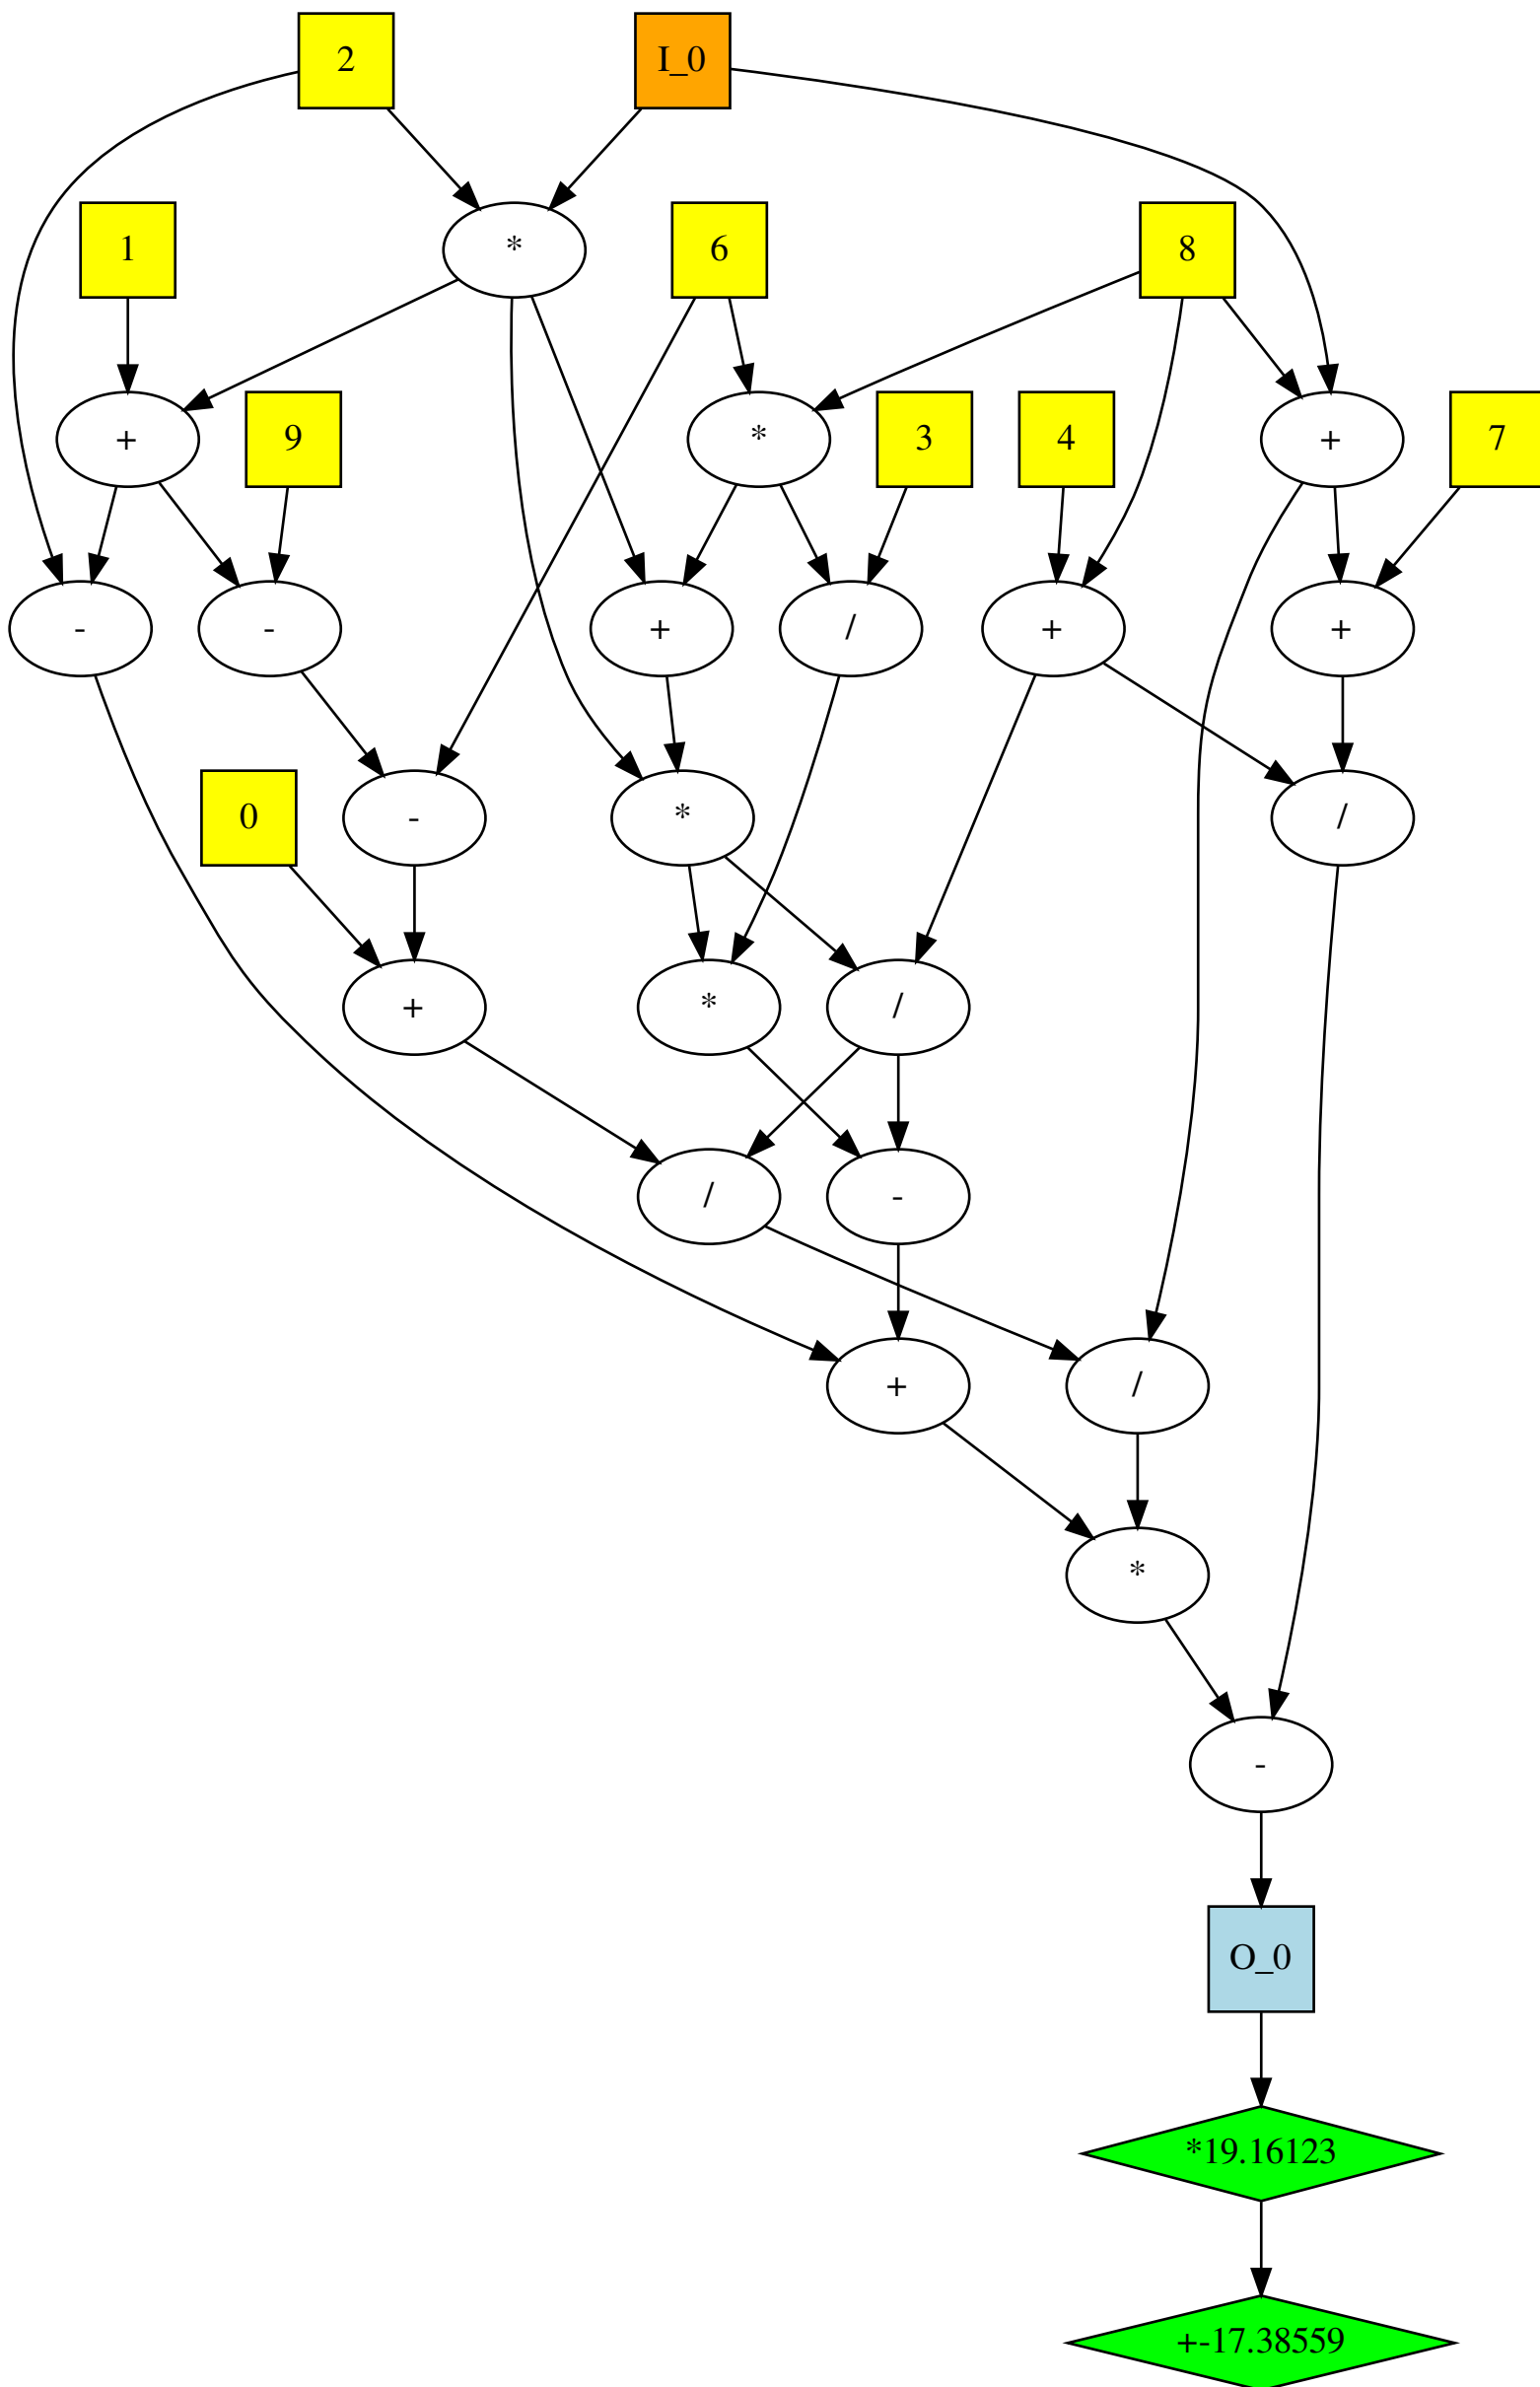 2 I_0
1 * 6 8
+ 9 * 3 4 + 7
- - + / + +
0 - * /
+ * /
/ -
+ /
*
-
O_0
*19.16123
+-17.38559